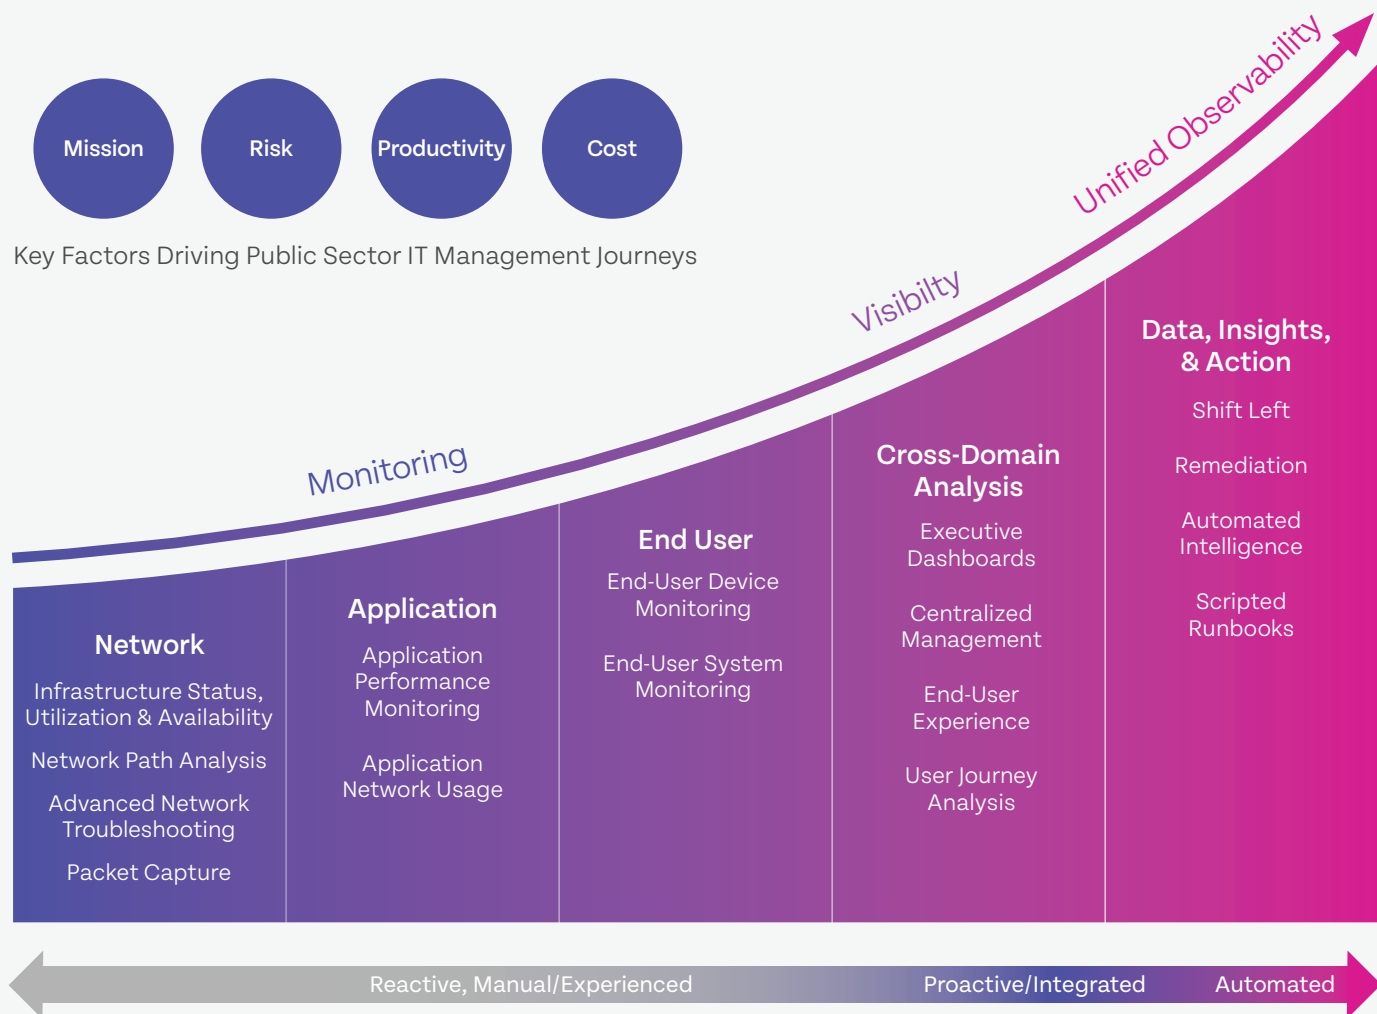 Mission
Risk
Productivity
Cost
Key Factors Driving Public Sector IT Management Journeys
Monitoring
Visibilty
Unified Observability
Network
Infrastructure Status,
Utilization & Availability
Network Path Analysis
Advanced Network
Troubleshooting
Packet Capture
Application
Application
Performance
Monitoring
Application
Network Usage
End User
End-User Device
Monitoring
End-User System
Monitoring
Cross-Domain
Analysis
Executive
Dashboards
Centralized
Management
End-User
Experience
User Journey
Analysis
Data, Insights,
& Action
Shift Left
Remediation
Automated
Intelligence
Scripted
Runbooks
Reactive, Manual/Experienced
Proactive/Integrated
Automated